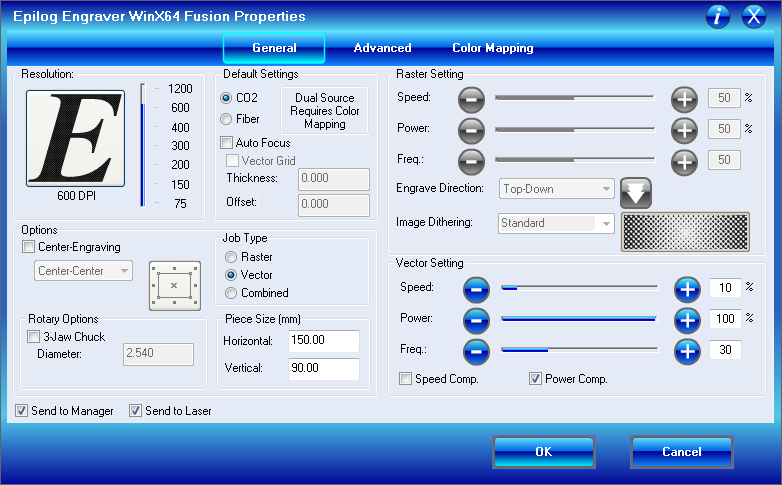 Epilog Engraver WinX64 Fusion Properties
i X
General Advanced Color Mapping
Resolution:
E
600 DPI
1200
600
400
300
200
150
75
Default Settings
CO2
Fiber
Dual Source
Requires Color
Mapping
Auto Focus
Vector Grid
Thickness: 0.000
Offset: 0.000
Raster Setting
Speed: 50 %
Power: 50 %
Freq.: 50
Engrave Direction: Top-Down
Image Dithering: Standard
Options
Center-Engraving
Center-Center
Job Type
Raster
Vector
Combined
Vector Setting
Speed: 10 %
Power: 100 %
Freq.: 30
Speed Comp. Power Comp.
Rotary Options
3-Jaw Chuck
Diameter: 2.540
Piece Size (mm)
Horizontal: 150.00
Vertical: 90.00
Send to Manager Send to Laser
OK Cancel